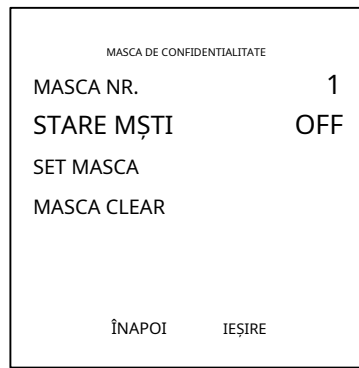 MASCA DE CONFIDENTIALITATE
MASCA NR. 1
STARE MȘTI OFF
SET MASCA
MASCA CLEAR
ÎNAPOI IEȘIRE